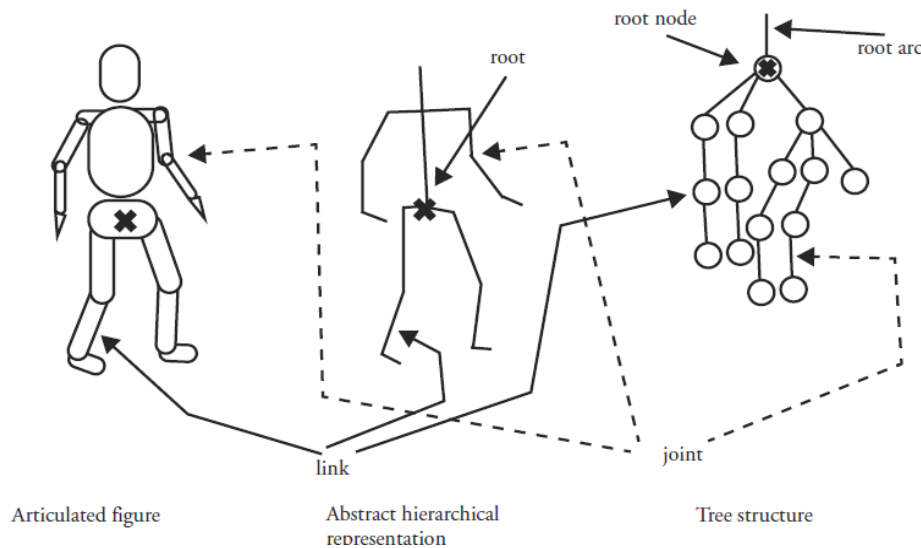 root node
root arc
root
link
joint
Articulated figure
Abstract hierarchical
representation
Tree structure